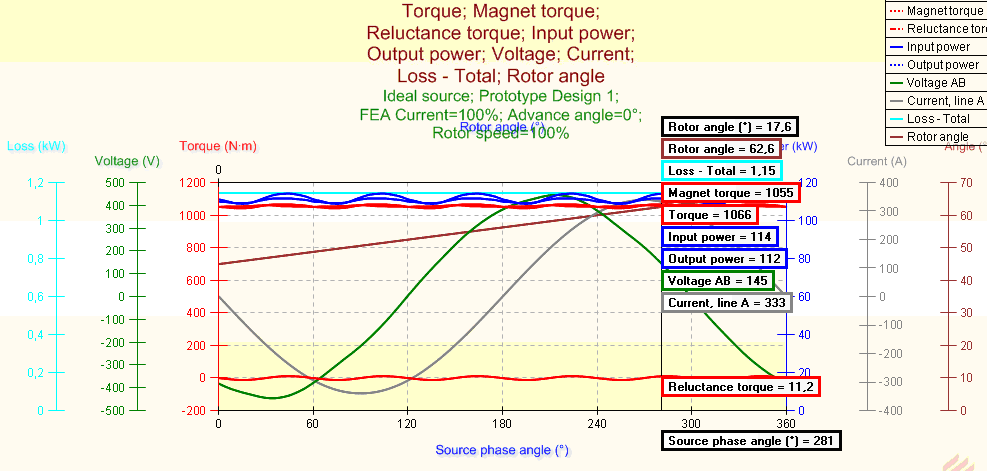 Torque; Magnet torque;
Reluctance torque; Input power;
Output power; Voltage; Current;
Loss - Total; Rotor angle
Ideal source; Prototype Design 1;
FEA Current=100%; Advance angle=0°;
Rotor speed=100%
Rotor angle (°)
Magnet torque
Reluctance tor
Input power
Output power
Voltage AB
Current, line A
Loss - Total
Rotor angle
Loss (kW)
Voltage (V)
Torque (N·m)
er (kW)
Current (A)
Angle (°
Rotor angle (°) = 17,6
Rotor angle = 62,6
Loss - Total = 1,15
Magnet torque = 1055
Torque = 1066
Input power = 114
Output power = 112
Voltage AB = 145
Current, line A = 333
Reluctance torque = 11,2
Source phase angle (°) = 281
0
1,2
1
0,8
0,6
0,4
0,2
0
500
400
300
200
100
0
-100
-200
-300
-400
-500
1200
1000
800
600
400
200
0
-200
20
100
80
60
40
20
0
400
300
200
100
0
-100
-200
-300
-400
70
60
50
40
30
20
10
0
0 60 120 180 240 300 360
Source phase angle (°)